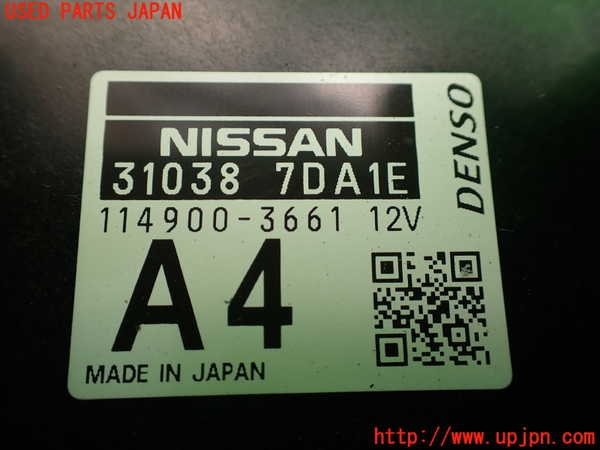 USED PARTS JAPAN
NISSAN
31038 7DA1E
114900-3661 12V
A4
MADE IN JAPAN
DENSO
http://www.upjpn.com/